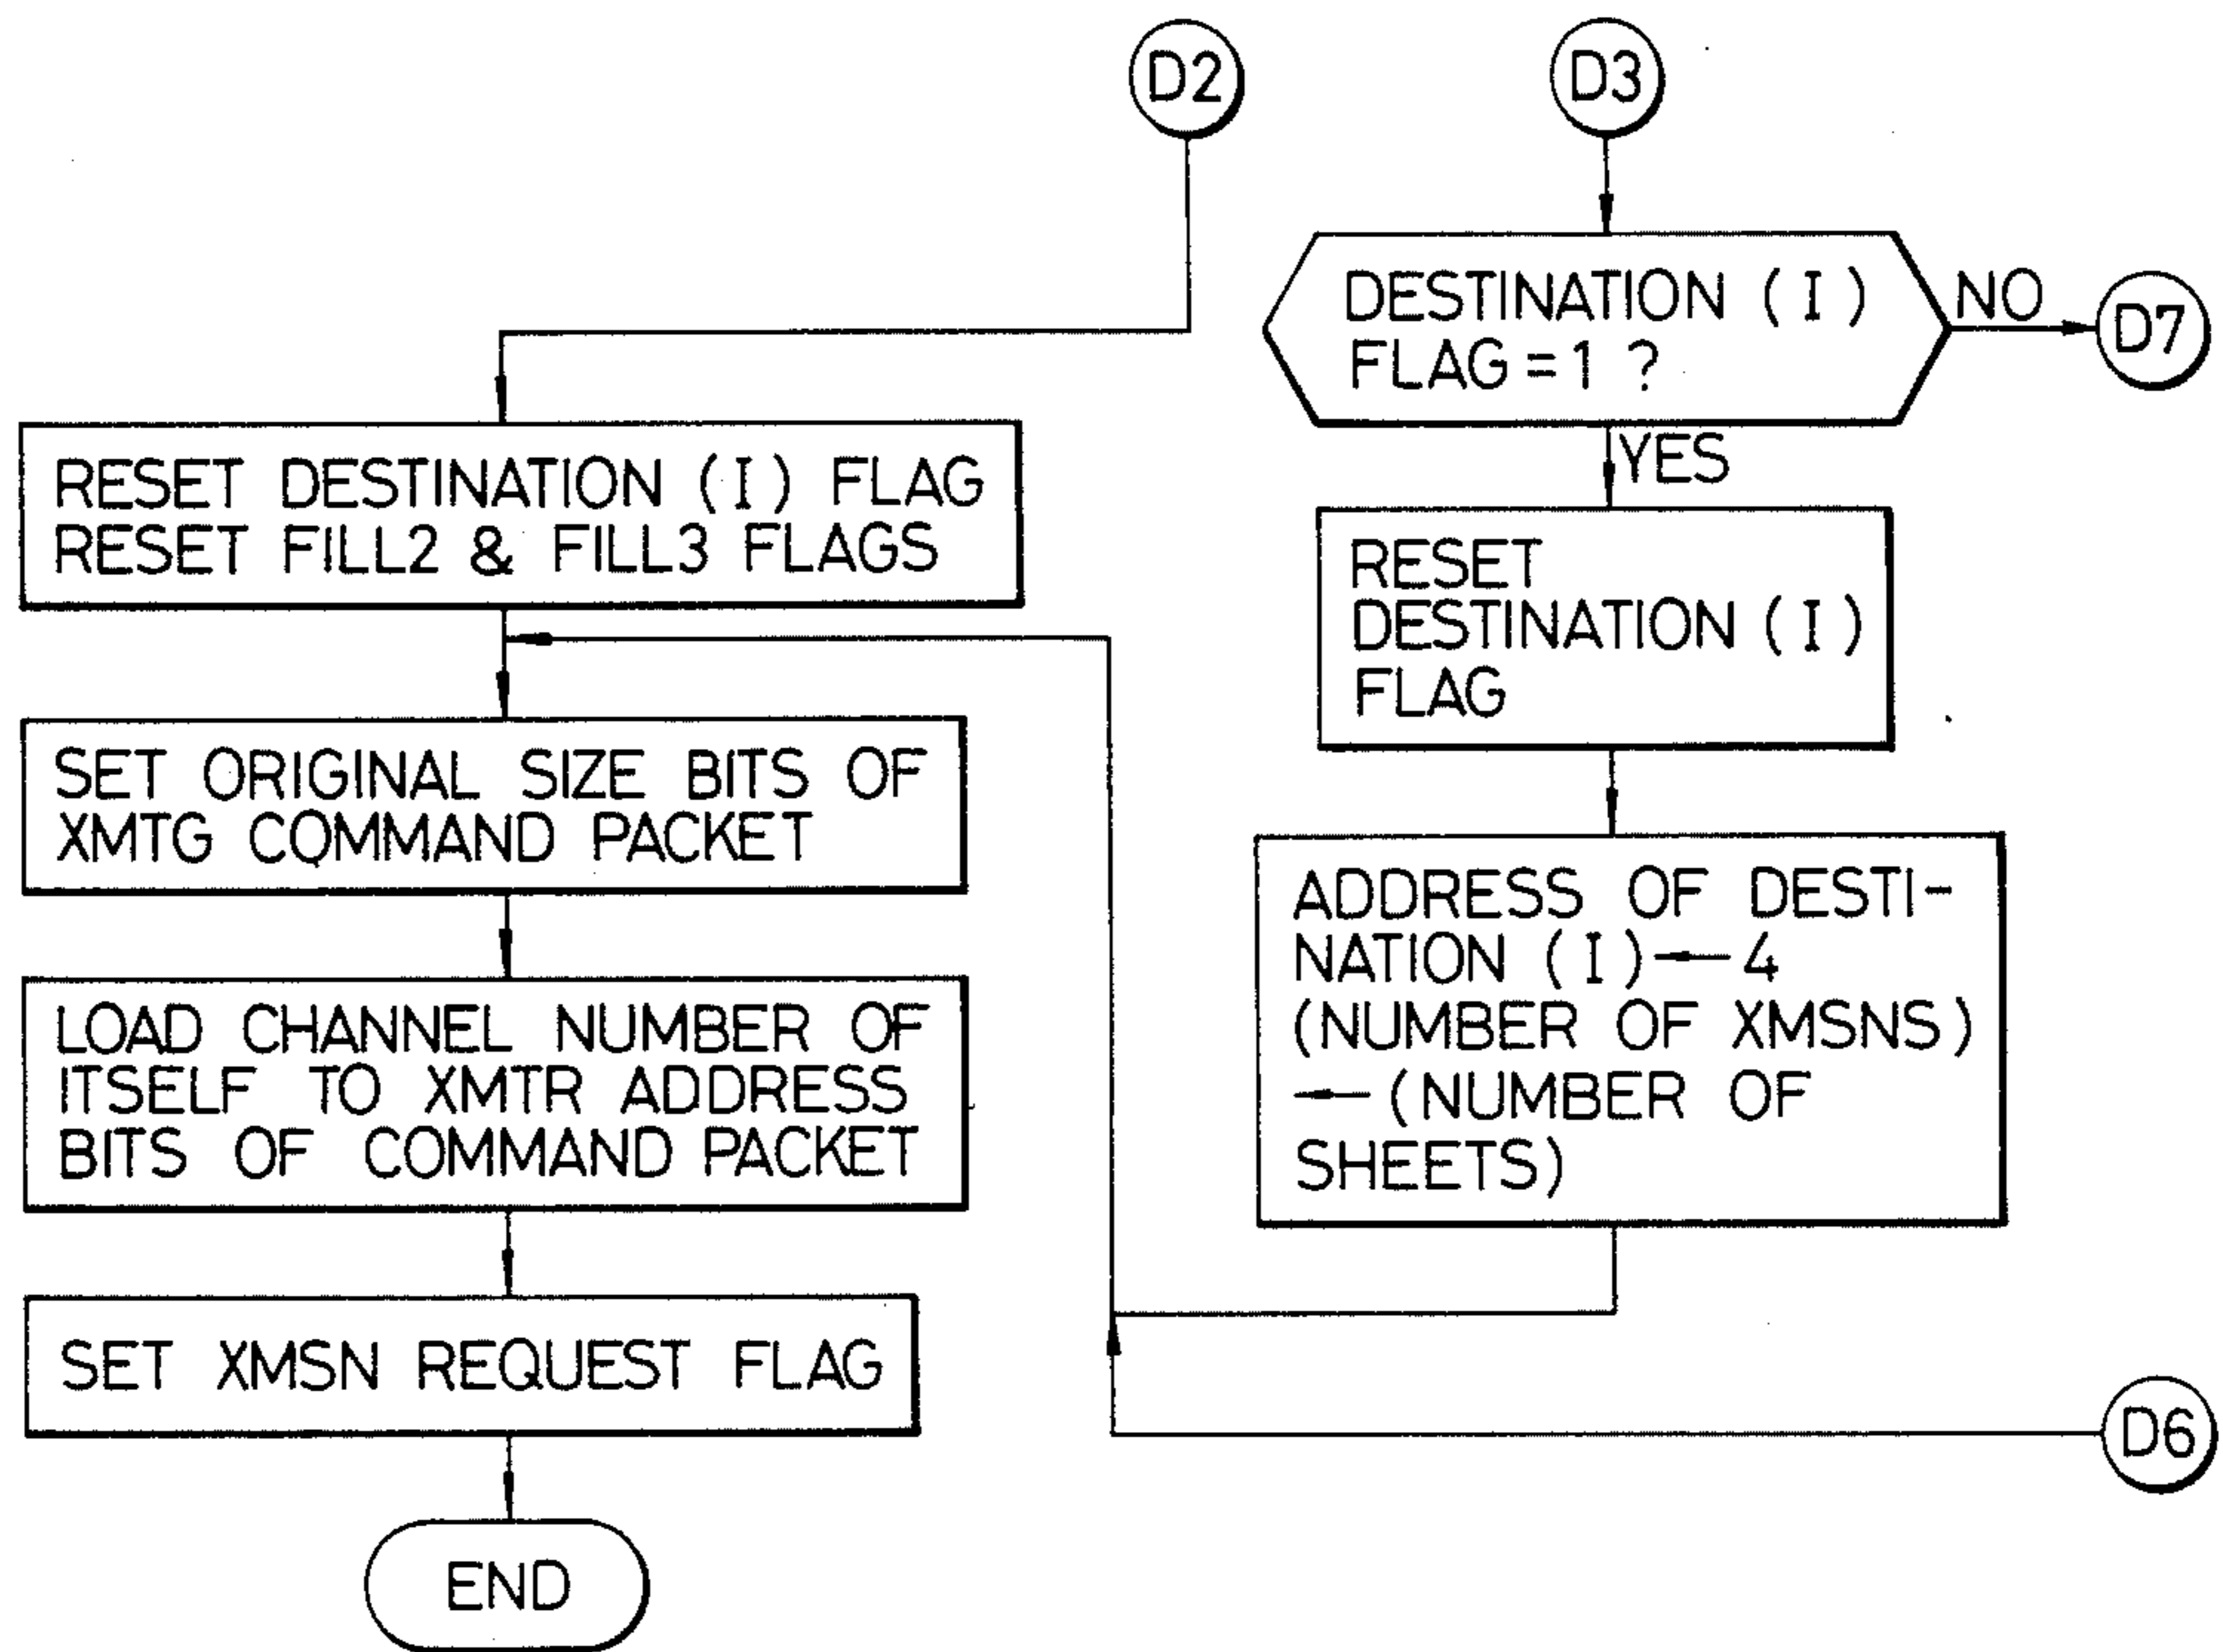 D2
RESET DESTINATION (I) FLAG
RESET FILL2 & FILL3 FLAGS
SET ORIGINAL SIZE BITS OF
XMTG COMMAND PACKET
LOAD CHANNEL NUMBER OF
ITSELF TO XMTR ADDRESS
BITS OF COMMAND PACKET
SET XMSN REQUEST FLAG
END
D3
DESTINATION (I)
FLAG = 1 ?
NO
D7
YES
RESET
DESTINATION (I)
FLAG
ADDRESS OF DESTI-
NATION (I) ← 4
(NUMBER OF XMSNS)
← (NUMBER OF
SHEETS)
D6